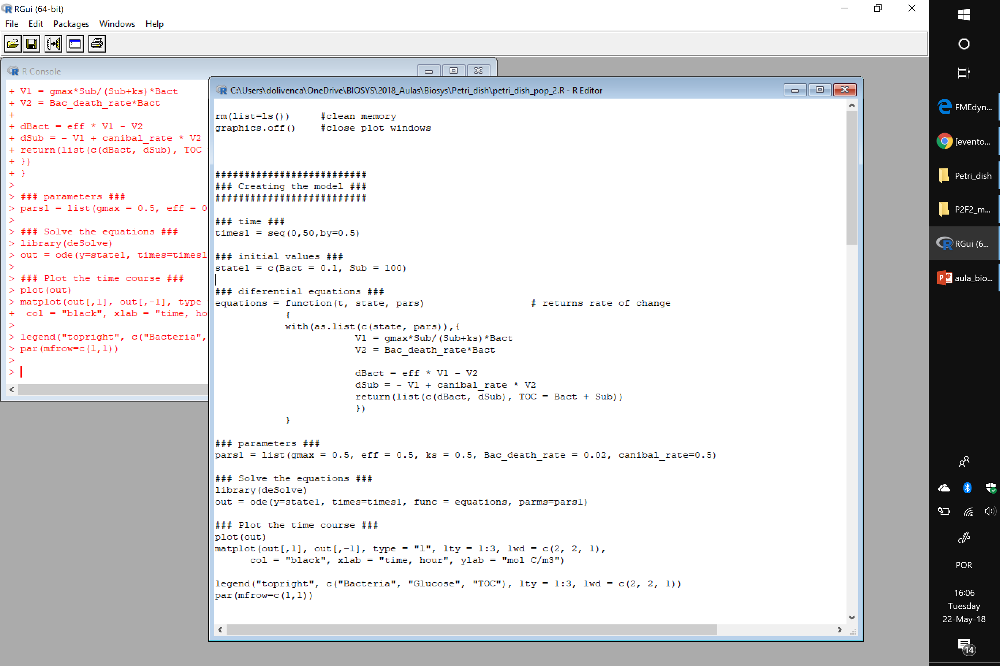 RGui (64-bit)
File Edit Packages Windows Help
R Console
+ V1 = gmax*Sub/(Sub+ks)*Bact
+ V2 = Bac_death_rate*Bact
+
+ dBact = eff * V1 - V2
+ dSub = - V1 + canibal_rate * V2
+ return(list(c(dBact, dSub), TOC
+ })
+ }
>
> ### parameters ###
> pars1 = list(gmax = 0.5, eff = 0
>
> ### Solve the equations ###
> library(deSolve)
> out = ode(y=state1, times=times1
>
> ### Plot the time course ###
> plot(out)
> matplot(out[,1], out[,-1], type
+  col = "black", xlab = "time, ho
>
> legend("topright", c("Bacteria",
> par(mfrow=c(1,1))
>
>
C:\Users\dolivenca\OneDrive\BIOSYS\2018_Aulas\Biosys\Petri_dish\petri_dish_pop_2.R - R Editor
rm(list=ls())     #clean memory
graphics.off()    #close plot windows
##########################
### Creating the model ###
##########################
### time ###
times1 = seq(0,50,by=0.5)
### initial values ###
state1 = c(Bact = 0.1, Sub = 100)
### diferential equations ###
equations = function(t, state, pars)     # returns rate of change
{
with(as.list(c(state, pars)),{
V1 = gmax*Sub/(Sub+ks)*Bact
V2 = Bac_death_rate*Bact
dBact = eff * V1 - V2
dSub = - V1 + canibal_rate * V2
return(list(c(dBact, dSub), TOC = Bact + Sub))
})
}
### parameters ###
pars1 = list(gmax = 0.5, eff = 0.5, ks = 0.5, Bac_death_rate = 0.02, canibal_rate=0.5)
### Solve the equations ###
library(deSolve)
out = ode(y=state1, times=times1, func = equations, parms=pars1)
### Plot the time course ###
plot(out)
matplot(out[,1], out[,-1], type = "l", lty = 1:3, lwd = c(2, 2, 1),
col = "black", xlab = "time, hour", ylab = "mol C/m3")
legend("topright", c("Bacteria", "Glucose", "TOC"), lty = 1:3, lwd = c(2, 2, 1))
par(mfrow=c(1,1))
FMEdyn...
[evento...
Petri_dish
P2F2_m...
RGui (6...
aula_bio...
POR
16:06
Tuesday
22-May-18
14